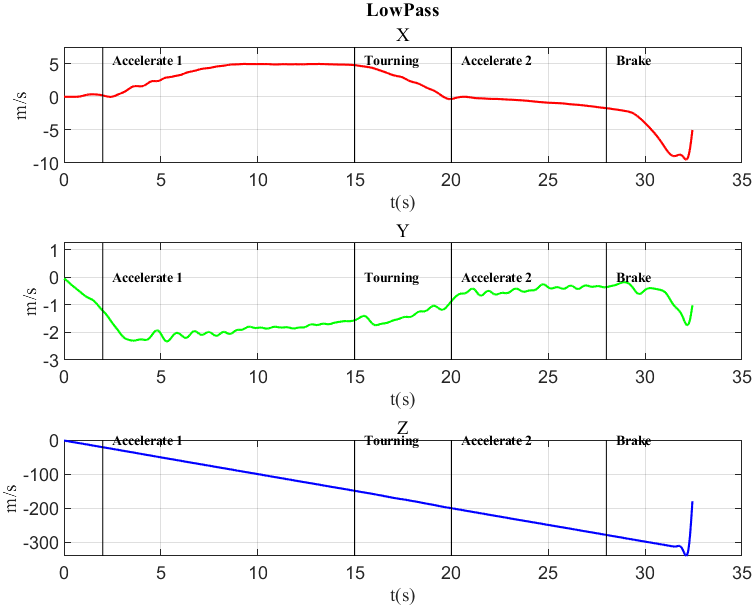 LowPass
X
Accelerate 1 Tourning Accelerate 2 Brake
5
0
-5
-10
m/s
0 5 10 15 20 25 30 35
t(s)
Y
Accelerate 1 Tourning Accelerate 2 Brake
1
0
-1
-2
-3
m/s
0 5 10 15 20 25 30 35
t(s)
Z
Accelerate 1 Tourning Accelerate 2 Brake
0
-100
-200
-300
m/s
0 5 10 15 20 25 30 35
t(s)